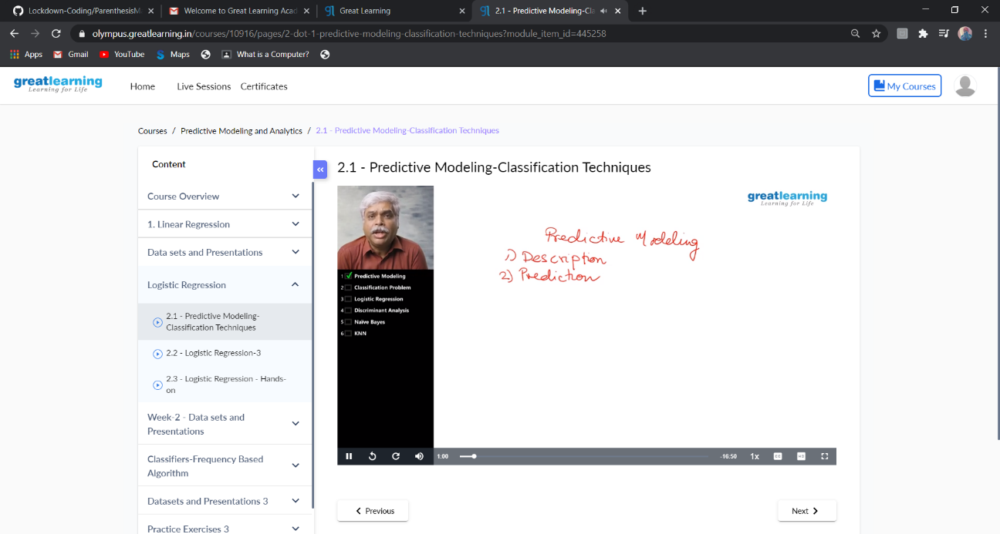 Lockdown-Coding/ParenthesisM
Welcome to Great Learning Acad
Great Learning
2.1 - Predictive Modeling-Cla
olympus.greatlearning.in/courses/10916/pages/2-dot-1-predictive-modeling-classification-techniques?module_item_id=445258
Apps Gmail YouTube Maps What is a Computer?
greatlearning
Learning for Life
Home Live Sessions Certificates
My Courses
Courses / Predictive Modeling and Analytics / 2.1 - Predictive Modeling-Classification Techniques
Content
Course Overview
1. Linear Regression
Data sets and Presentations
Logistic Regression
2.1 - Predictive Modeling-
Classification Techniques
2.2 - Logistic Regression-3
2.3 - Logistic Regression - Hands-
on
Week-2 - Data sets and
Presentations
Classifiers-Frequency Based
Algorithm
Datasets and Presentations 3
Practice Exercises 3
2.1 - Predictive Modeling-Classification Techniques
greatlearning
Learning for Life
Predictive Modeling
1) Description
2) Prediction
1 Predictive Modeling
2 Classification Problem
3 Logistic Regression
4 Discriminant Analysis
5 Naïve Bayes
6 KNN
1:00
-16:50 1x CC HD
Previous
Next